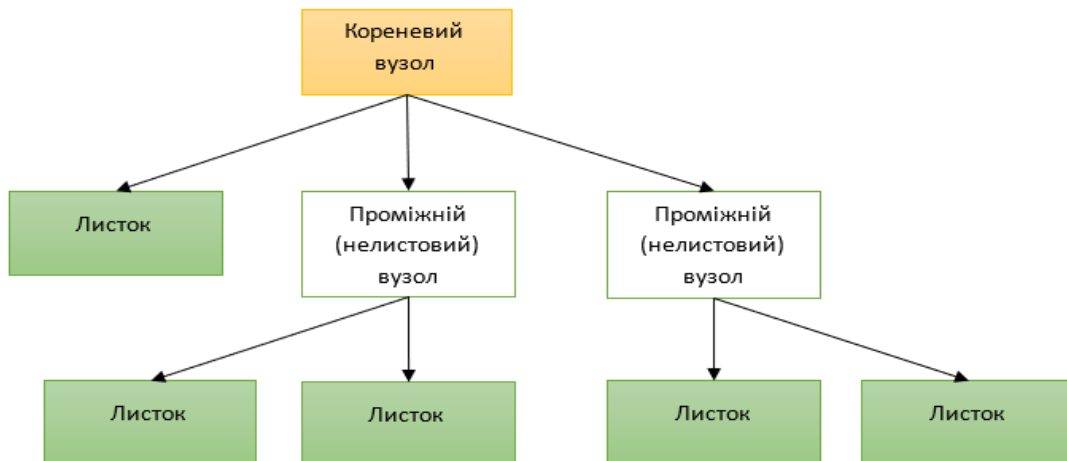 Кореневий
вузол
Листок
Проміжній
(нелистовий)
вузол
Проміжній
(нелистовий)
вузол
Листок
Листок
Листок
Листок